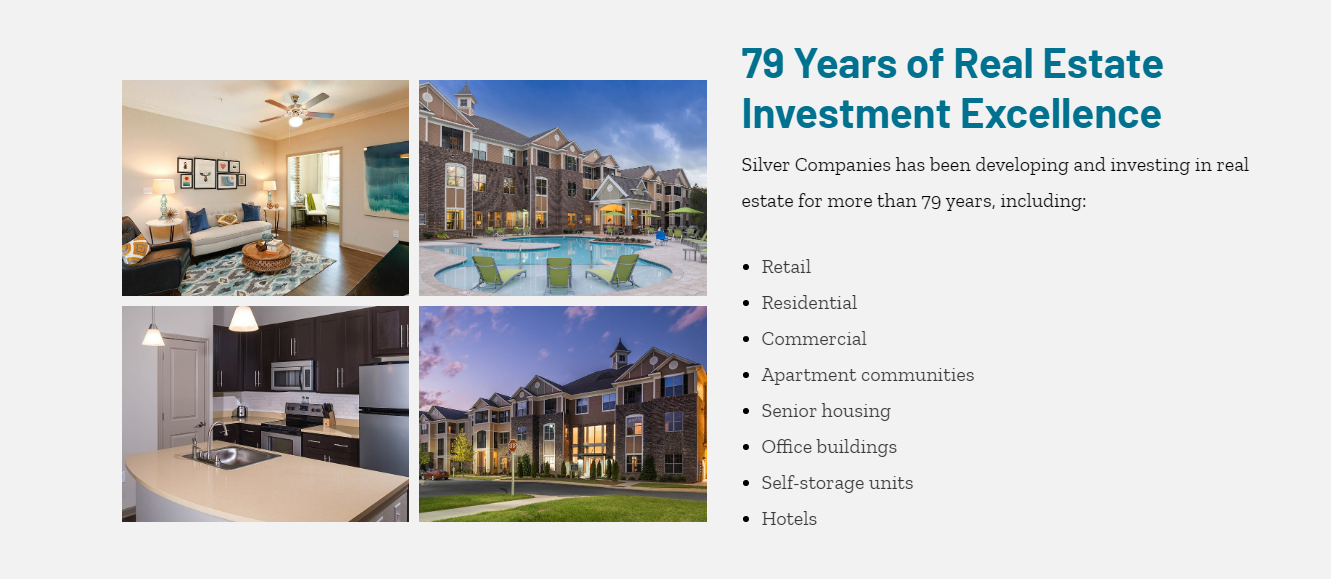 79 Years of Real Estate
Investment Excellence
Silver Companies has been developing and investing in real
estate for more than 79 years, including:
Retail
Residential
Commercial
Apartment communities
Senior housing
Office buildings
Self-storage units
Hotels